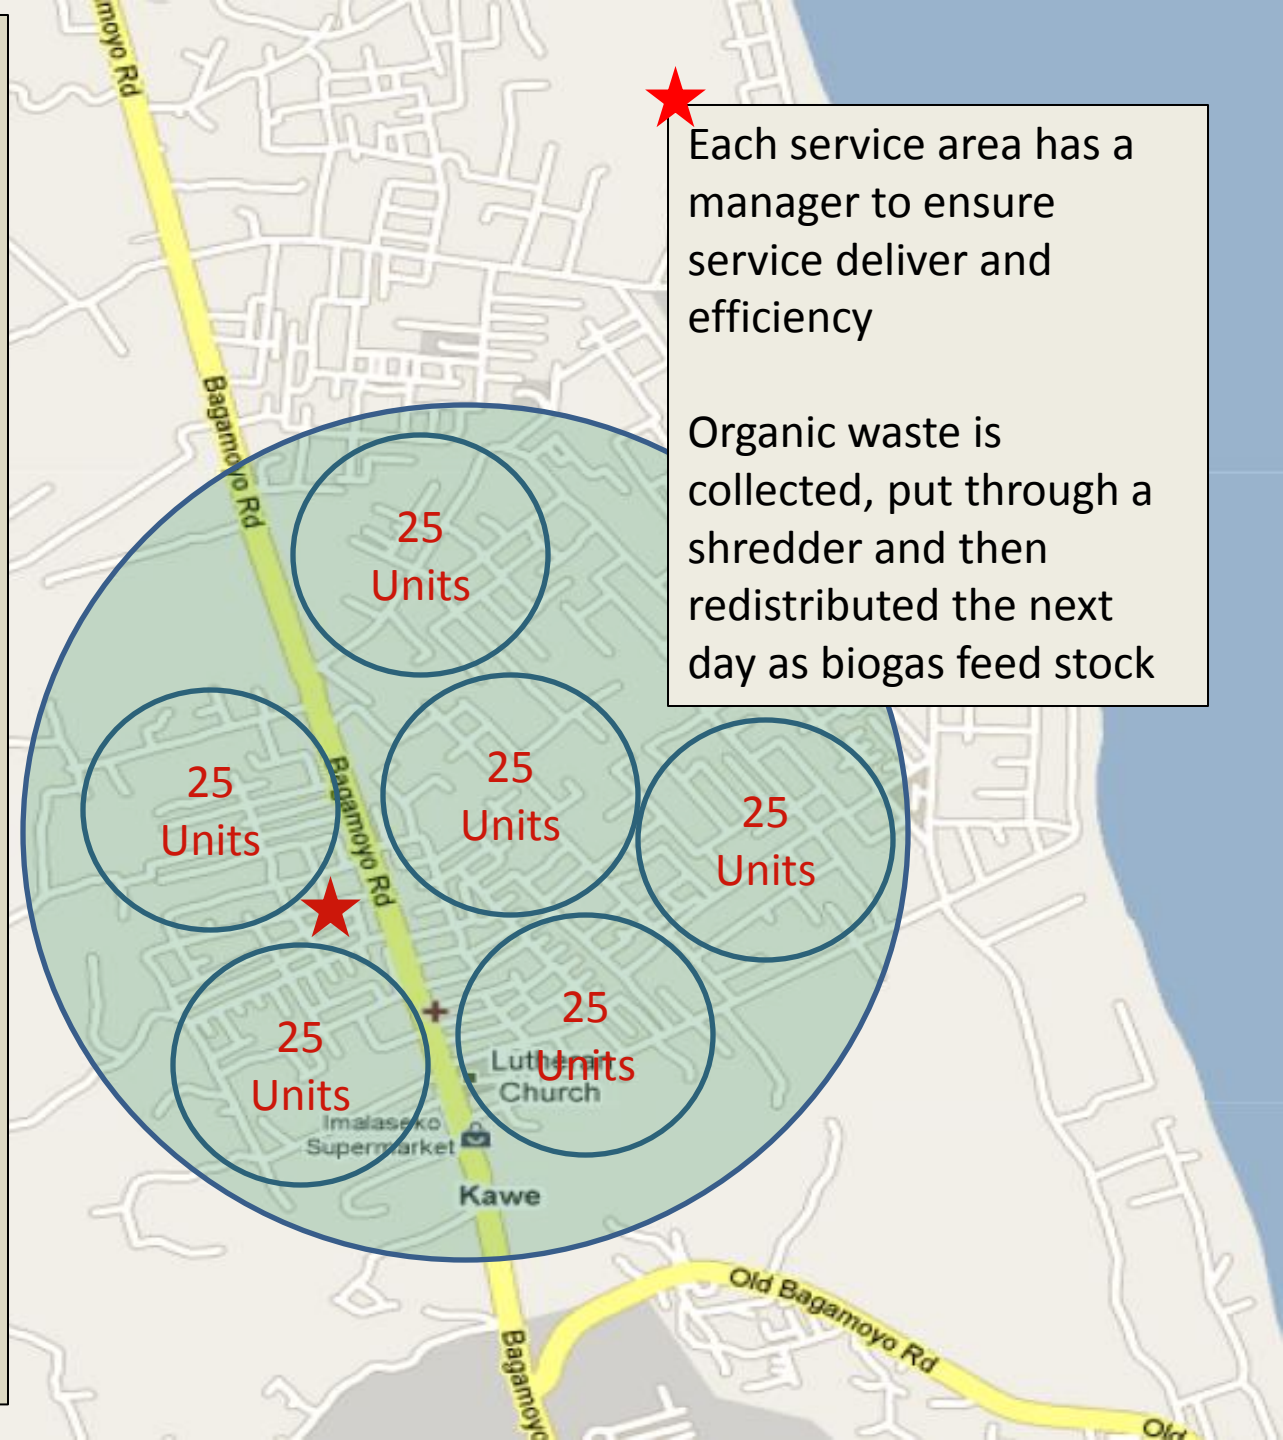 moyo Rd
Each service area has a
manager to ensure
service deliver and
efficiency
Organic waste is
collected, put through a
shredder and then
redistributed the next
day as biogas feed stock
Bagamoyo Rd
25
Units
25
Units
25
Units
25
Units
Bagamoyo Rd
25
Units
25
Units
Lutheran
Church
Imalaseko
Supermarket
Kawe
Old Bagamoyo Rd
Bagamoyo
Old